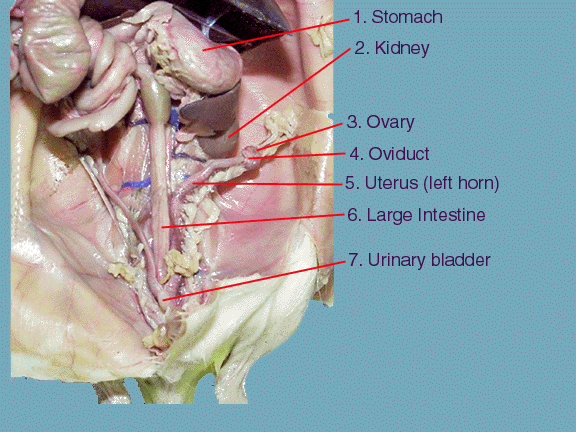 1. Stomach
2. Kidney
3. Ovary
4. Oviduct
5. Uterus (left horn)
6. Large Intestine
7. Urinary bladder